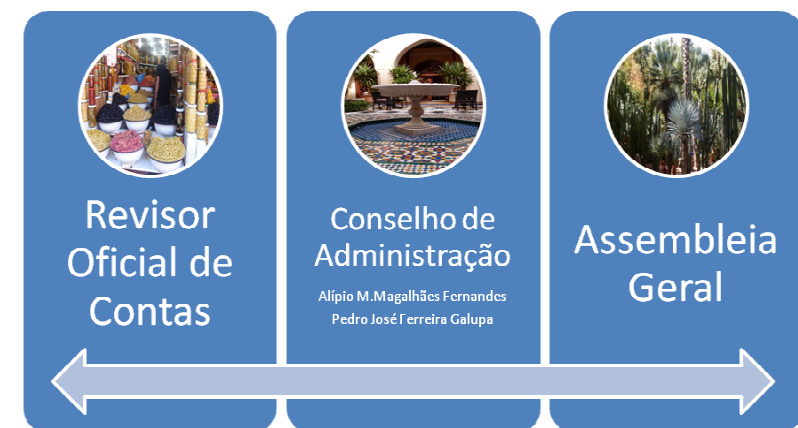 Revisor
Oficial de
Contas
Conselho de
Administração
Alípio M.Magalhães Fernandes
Pedro José Ferreira Galupa
Assembleia
Geral